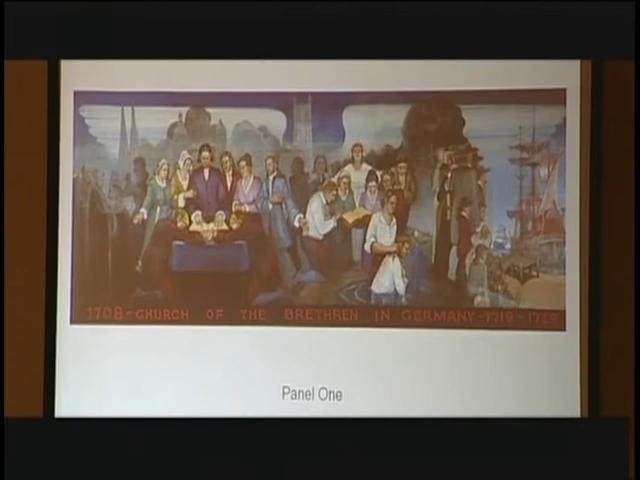 1708-CHURCH OF THE BRETHREN IN GERMANY-1719-1729
Panel One